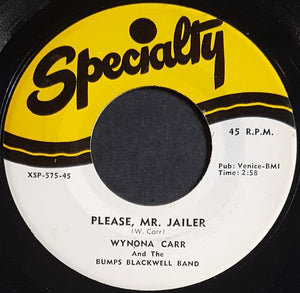 Specialty
45 R.P.M.
XSP-575-45
Pub: Venice-BMI
Time: 2:58
PLEASE, MR. JAILER
(W. Carr)
WYNONA CARR
And The
BUMPS BLACKWELL BAND